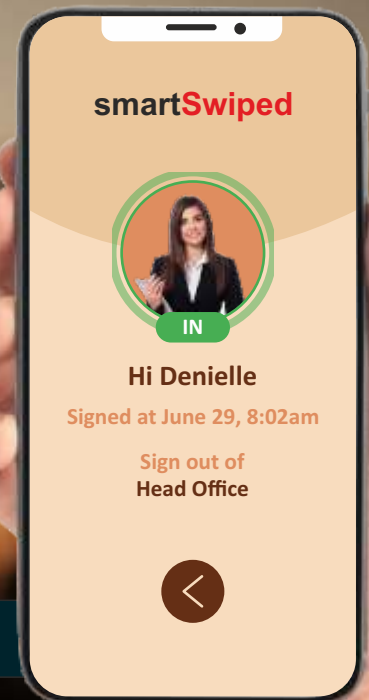 smartSwiped
IN
Hi Denielle
Signed at June 29, 8:02am
Sign out of
Head Office